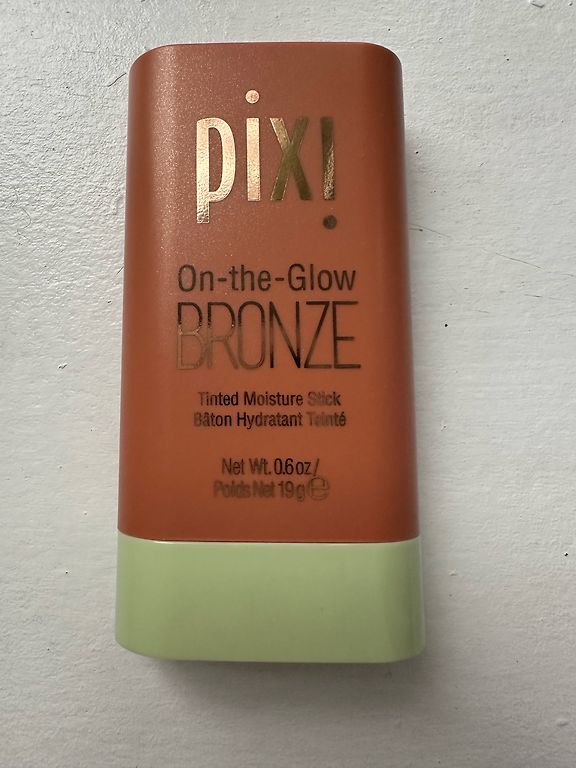 pixi
On-the-Glow
BRONZE
Tinted Moisture Stick
Bâton Hydratant Teinté
Net Wt. 0.6 oz /
Poids Net 19 g ℮